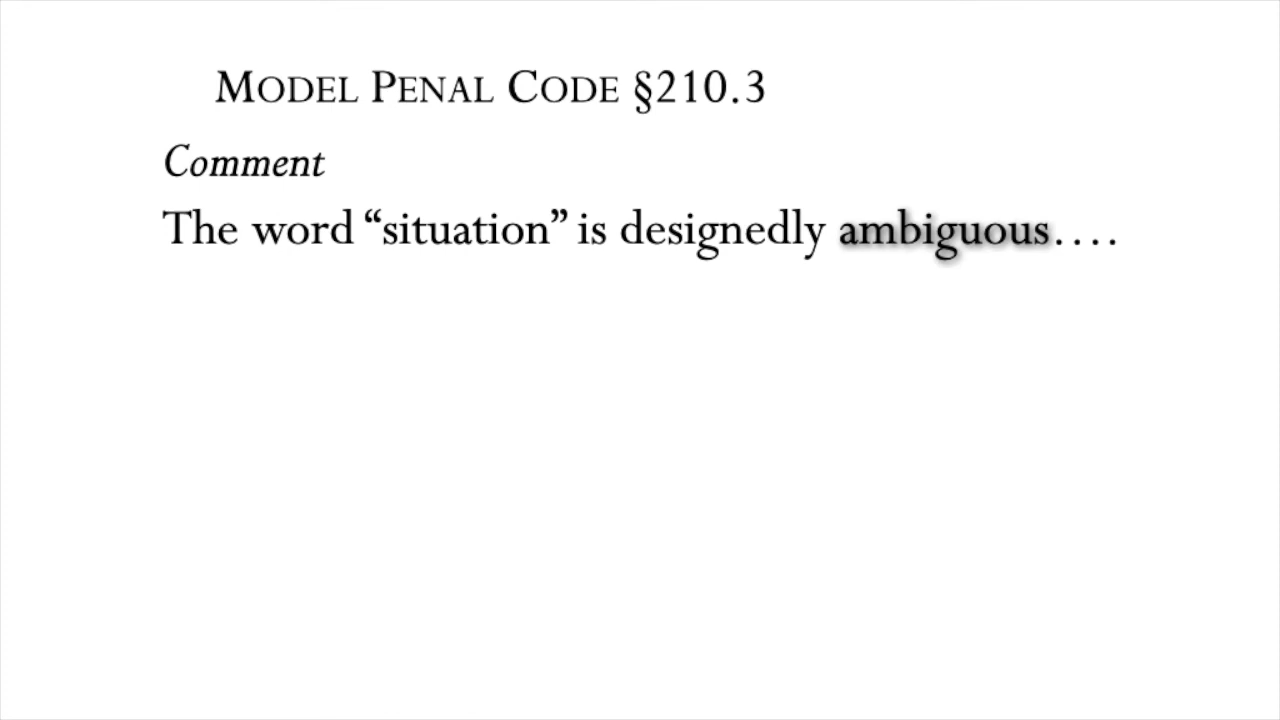 MODEL PENAL CODE §210.3
Comment
The word “situation” is designedly ambiguous....